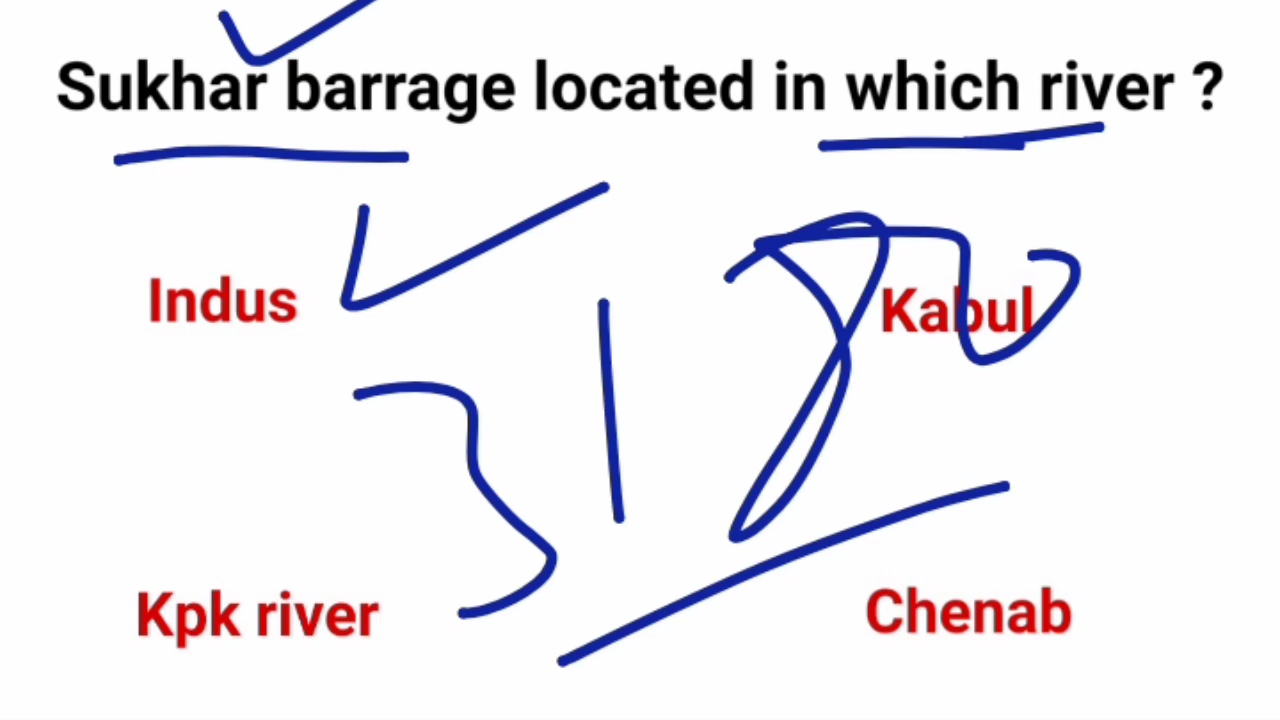 Sukhar barrage located in which river ?
Indus
Kabul
Kpk river
Chenab